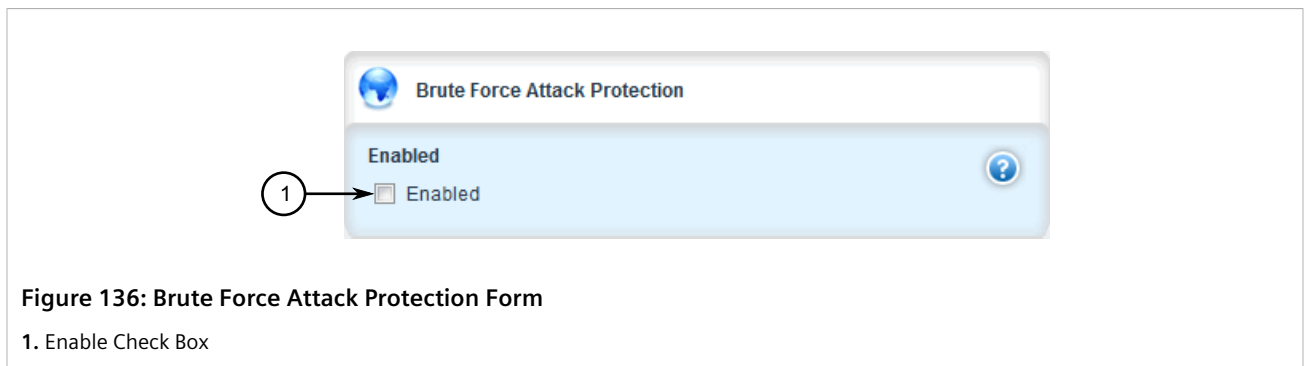 Brute Force Attack Protection
Enabled
?
1
Enabled
Figure 136: Brute Force Attack Protection Form
1. Enable Check Box